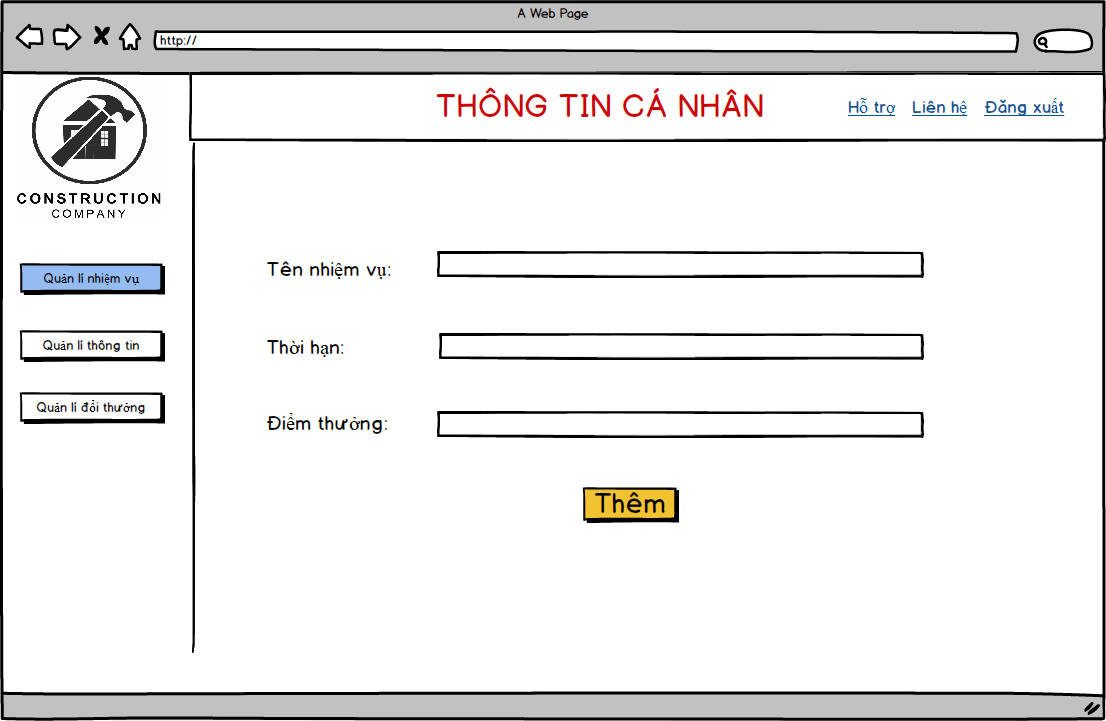 A Web Page
http://
THÔNG TIN CÁ NHÂN
Hỗ trợ Liên hệ Đăng xuất
CONSTRUCTION
COMPANY
Quản lí nhiệm vụ
Quản lí thông tin
Quản lí đổi thưởng
Tên nhiệm vụ:
Thời hạn:
Điểm thưởng:
Thêm